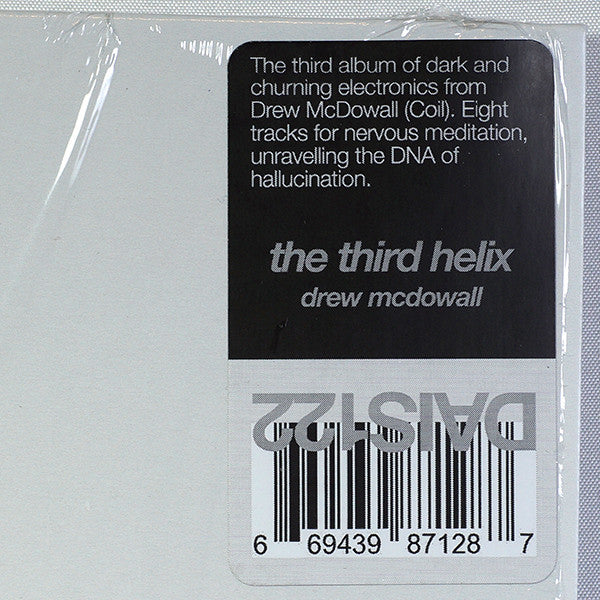 The third album of dark and
churning electronics from
Drew McDowall (Coil). Eight
tracks for nervous meditation,
unravelling the DNA of
hallucination.
the third helix
drew mcdowall
DAIS122
6 69439 87128 7